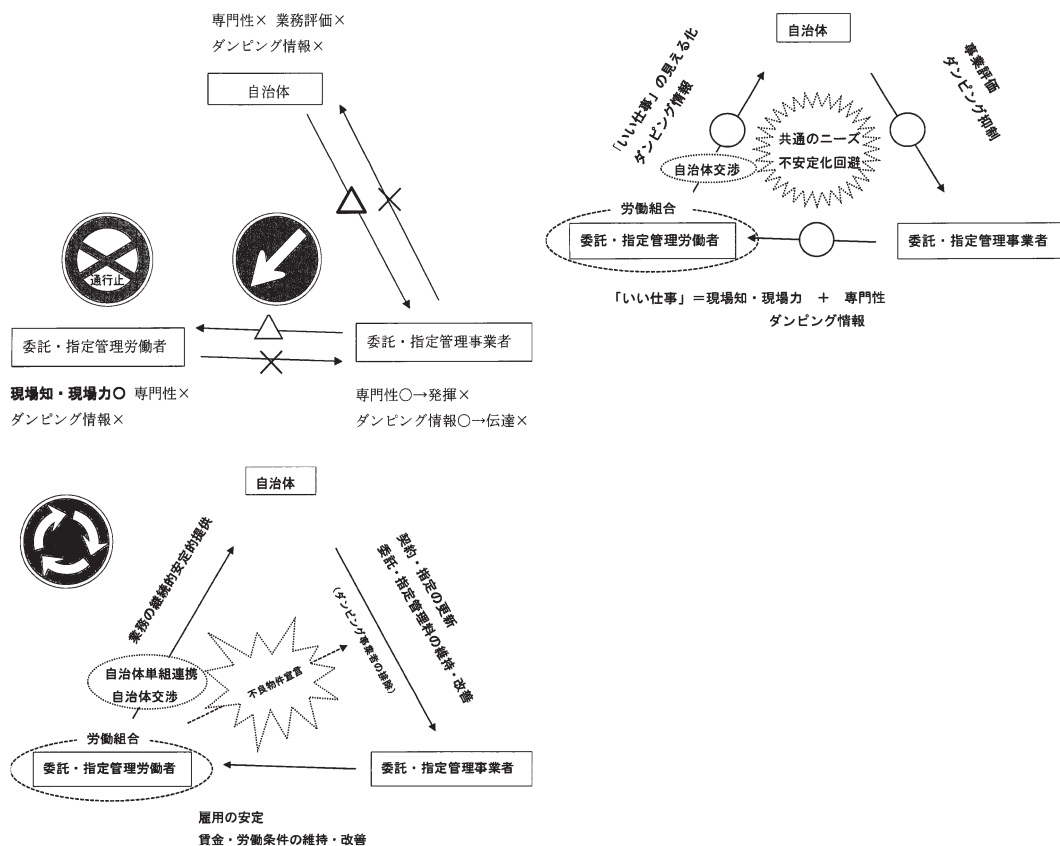 専門性× 業務評価×
ダンピング情報×
自治体
通行止
委託・指定管理労働者
委託・指定管理事業者
現場知・現場力○ 専門性×
ダンピング情報×
専門性○→発揮×
ダンピング情報○→伝達×
自治体
「いい仕事」の見える化
ダンピング情報
事業評価
ダンピング抑制
共通のニーズ
不安定化回避
自治体交渉
労働組合
委託・指定管理労働者
委託・指定管理事業者
「いい仕事」＝現場知・現場力 ＋ 専門性
ダンピング情報
自治体
業務の継続的安定的提供
契約・指定の更新
委託・指定管理料の維持・改善
(ダンピング事業者の排除)
自治体単組連携
自治体交渉
不良物件宣言
労働組合
委託・指定管理労働者
委託・指定管理事業者
雇用の安定
賃金・労働条件の維持・改善